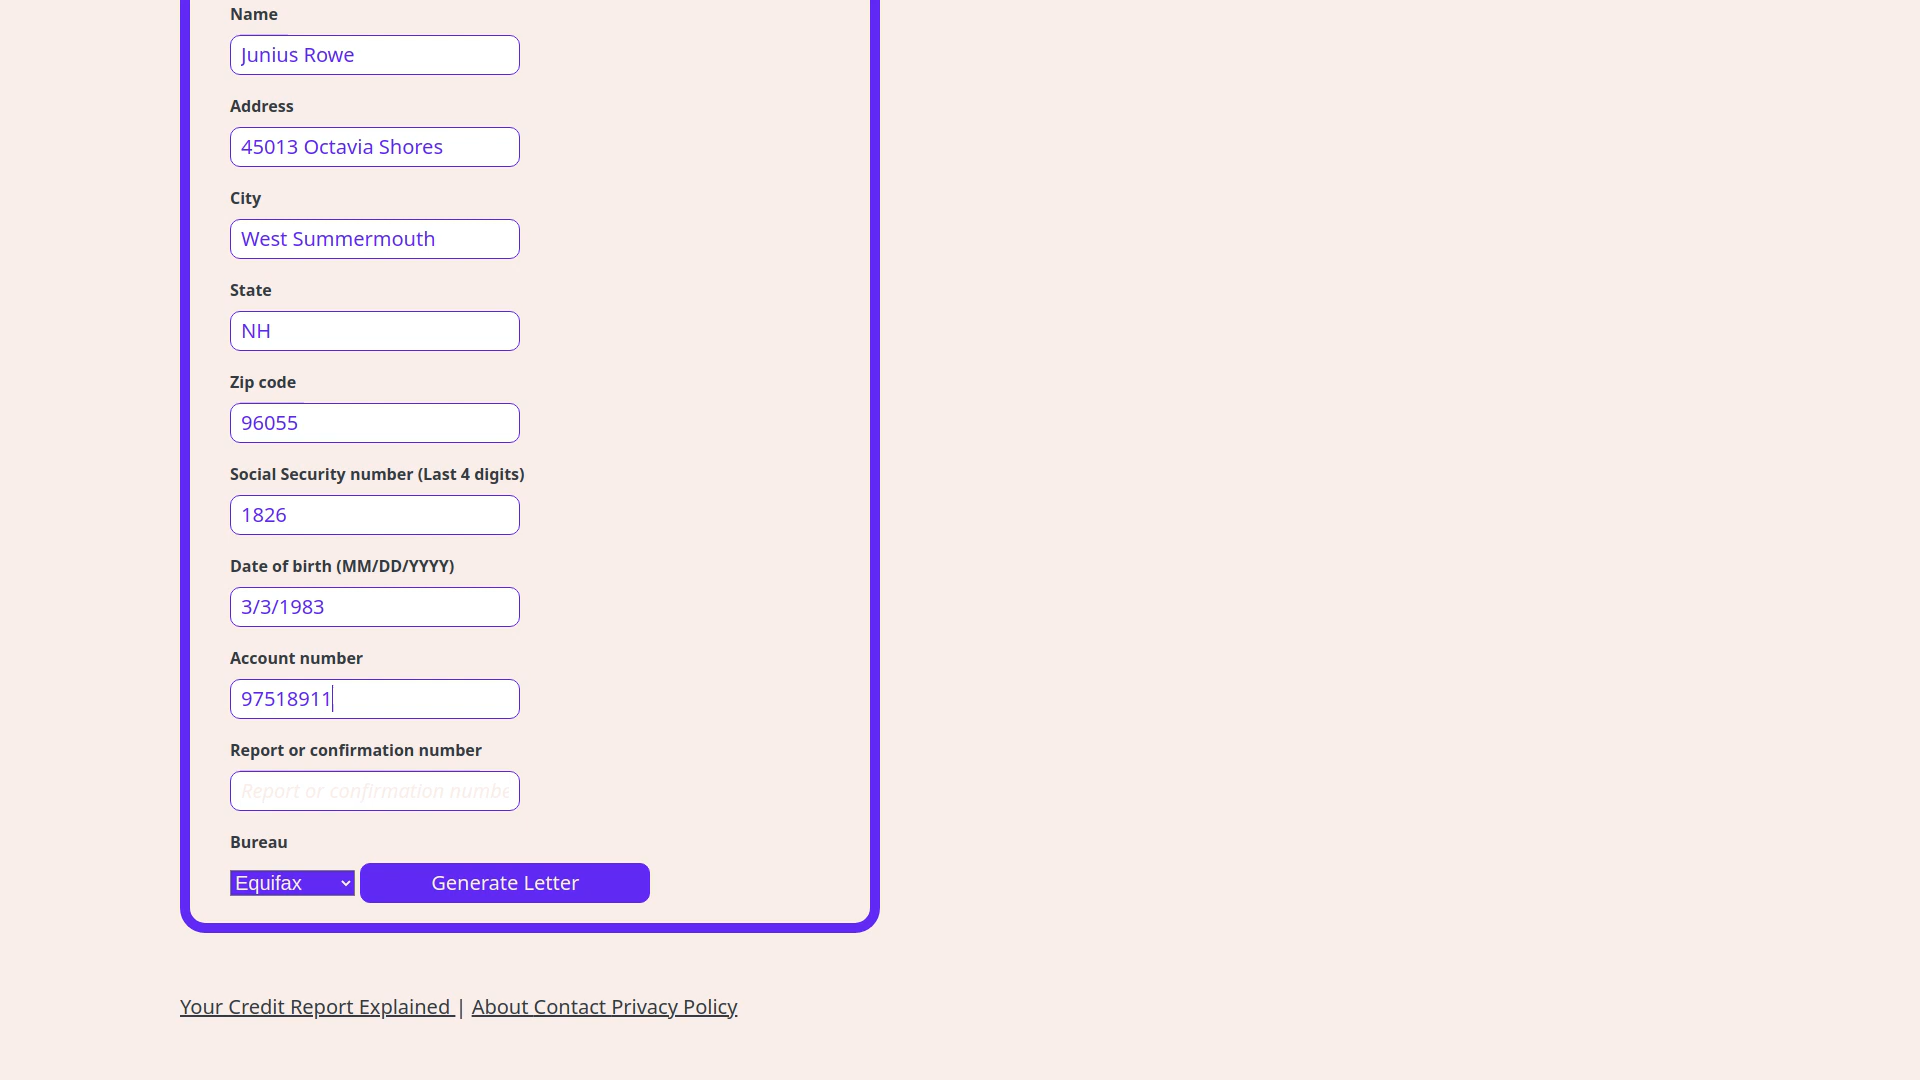 Name
Junius Rowe
Address
45013 Octavia Shores
City
West Summermouth
State
NH
Zip code
96055
Social Security number (Last 4 digits)
1826
Date of birth (MM/DD/YYYY)
3/3/1983
Account number
97518911
Report or confirmation number
Report or confirmation numbe
Bureau
Equifax
Generate Letter
Your Credit Report Explained | About Contact Privacy Policy